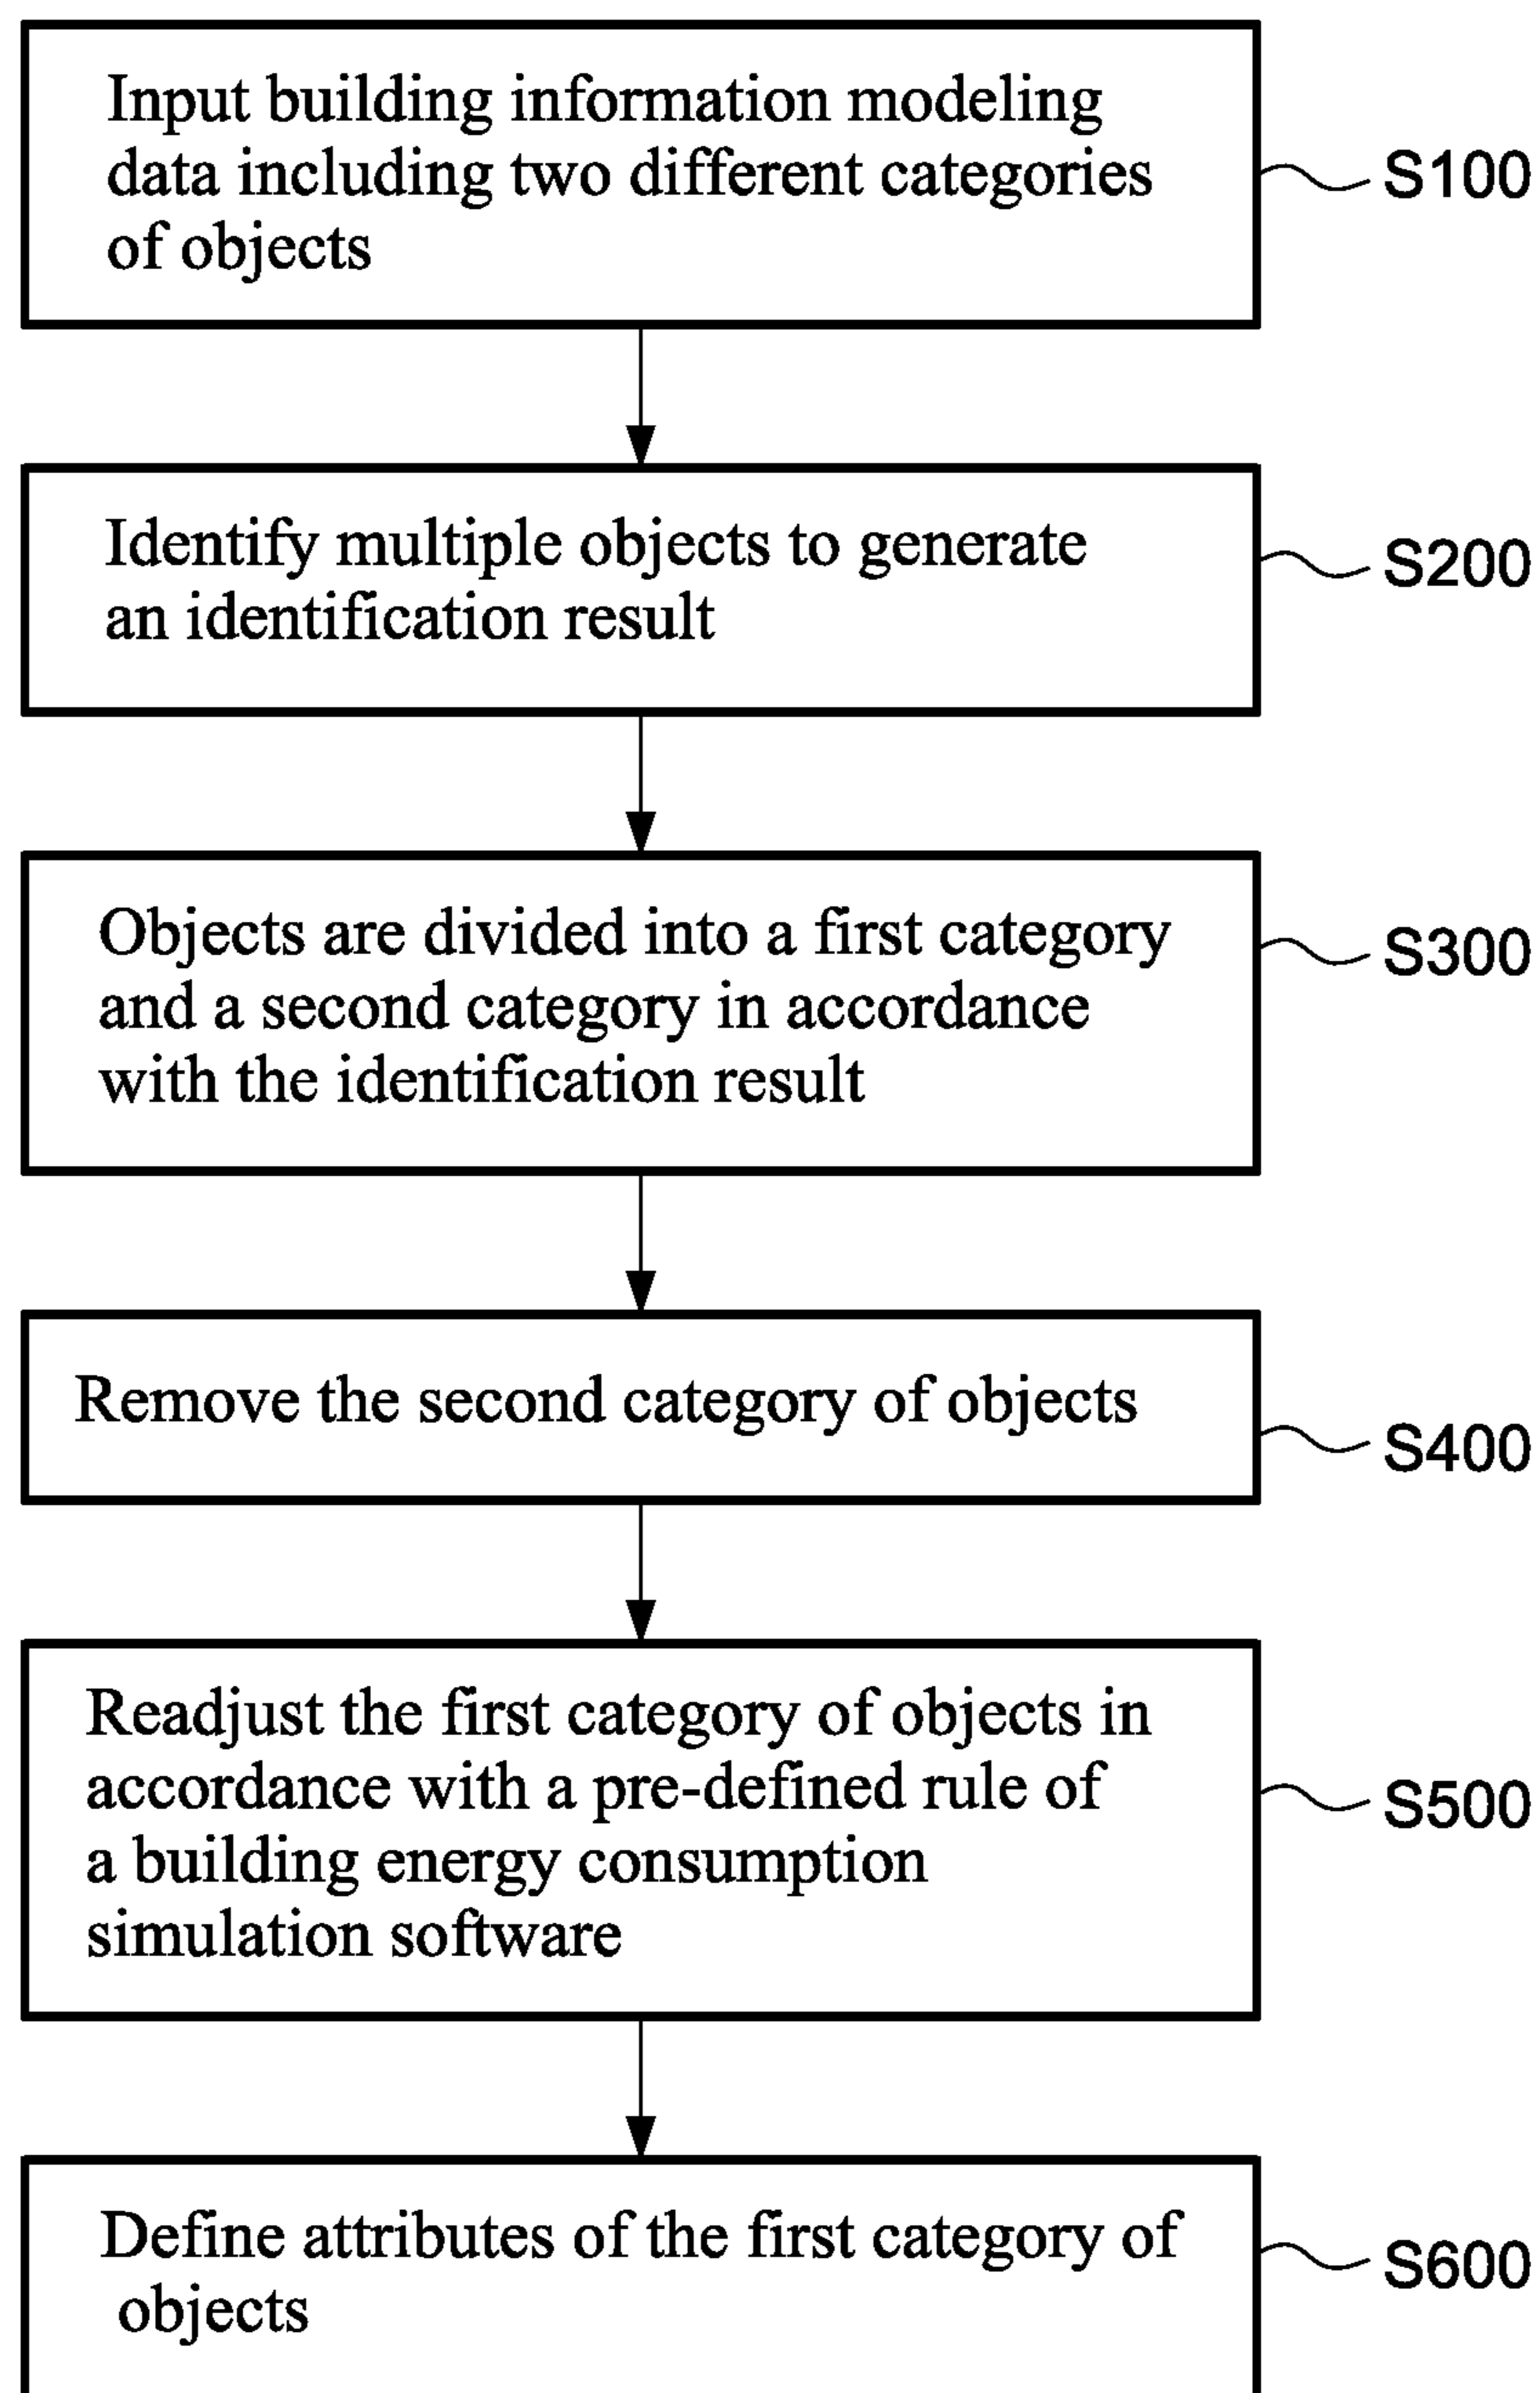 Input building information modeling
data including two different categories
of objects
S100
Identify multiple objects to generate
an identification result
S200
Objects are divided into a first category
and a second category in accordance
with the identification result
S300
Remove the second category of objects
S400
Readjust the first category of objects in
accordance with a pre-defined rule of
a building energy consumption
simulation software
S500
Define attributes of the first category of
objects
S600